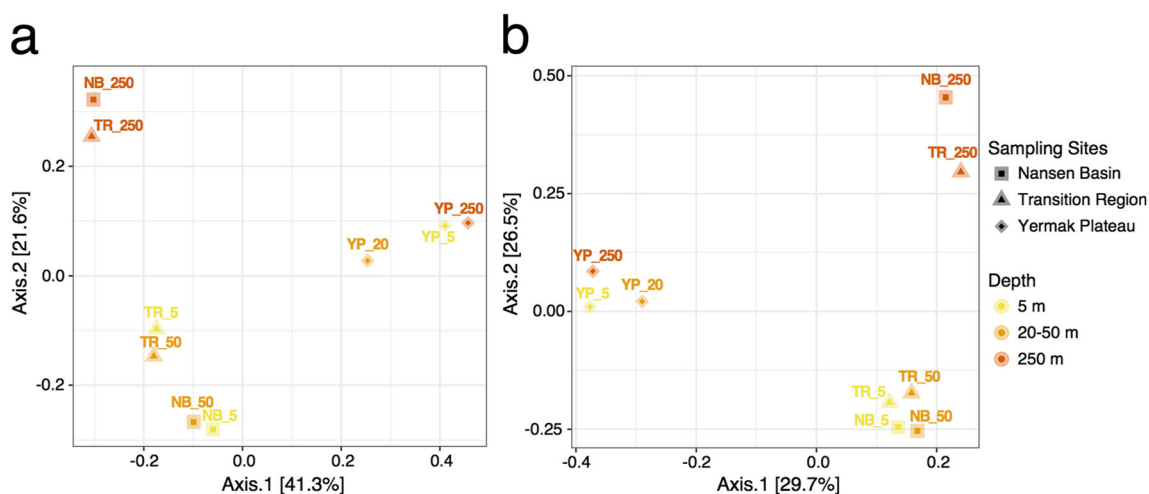 a
NB_250
TR_250
YP_250
YP_5
YP_20
TR_5
TR_50
NB_50
NB_5
0.2
0.0
-0.2
Axis.2 [21.6%]
-0.2
0.0
0.2
0.4
Axis.1 [41.3%]
b
NB_250
TR_250
YP_250
YP_20
YP_5
TR_50
TR_5
NB_50
NB_5
0.50
0.25
0.00
-0.25
Axis.2 [26.5%]
-0.4
-0.2
0.0
0.2
Axis.1 [29.7%]
Sampling Sites
Nansen Basin
Transition Region
Yermak Plateau
Depth
5 m
20-50 m
250 m